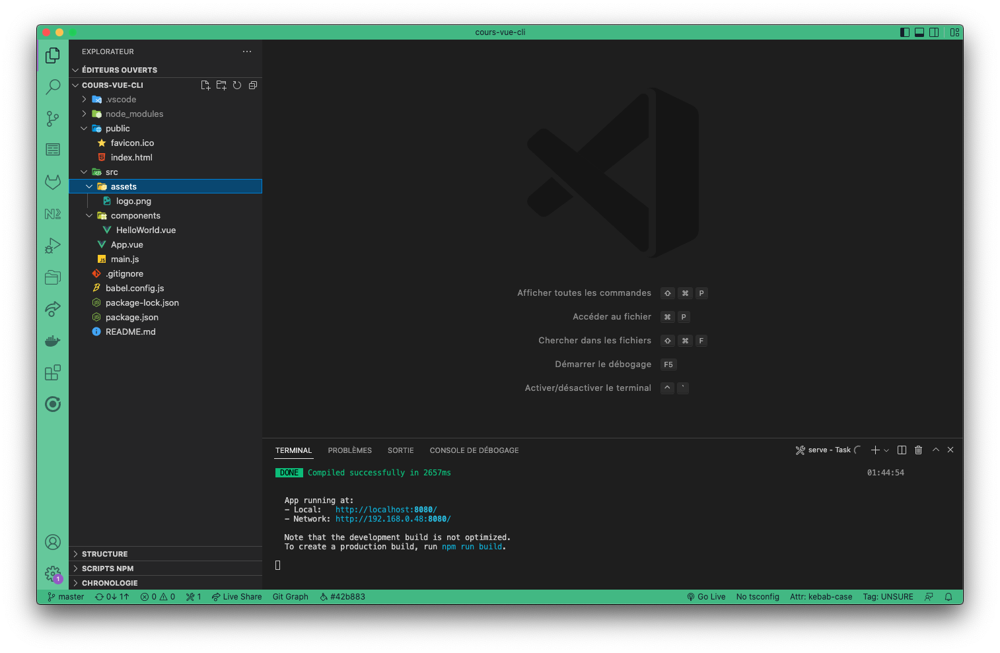 cours-vue-cli
EXPLORATEUR
ÉDITEURS OUVERTS
COURS-VUE-CLI
.vscode
node_modules
public
favicon.ico
index.html
src
assets
logo.png
components
HelloWorld.vue
App.vue
main.js
.gitignore
babel.config.js
package-lock.json
package.json
README.md
STRUCTURE
SCRIPTS NPM
CHRONOLOGIE
1
Afficher toutes les commandes ⇧ ⌘ P
Accéder au fichier ⌘ P
Chercher dans les fichiers ⇧ ⌘ F
Démarrer le débogage F5
Activer/désactiver le terminal ^ `
TERMINAL PROBLÈMES SORTIE CONSOLE DE DÉBOGAGE serve - Task
DONE Compiled successfully in 2657ms 01:44:54
App running at:
- Local: http://localhost:8080/
- Network: http://192.168.0.48:8080/
Note that the development build is not optimized.
To create a production build, run npm run build.
master 0↓ 1↑ 0 0 1 Live Share Git Graph #42b883 Go Live No tsconfig Attr: kebab-case Tag: UNSURE